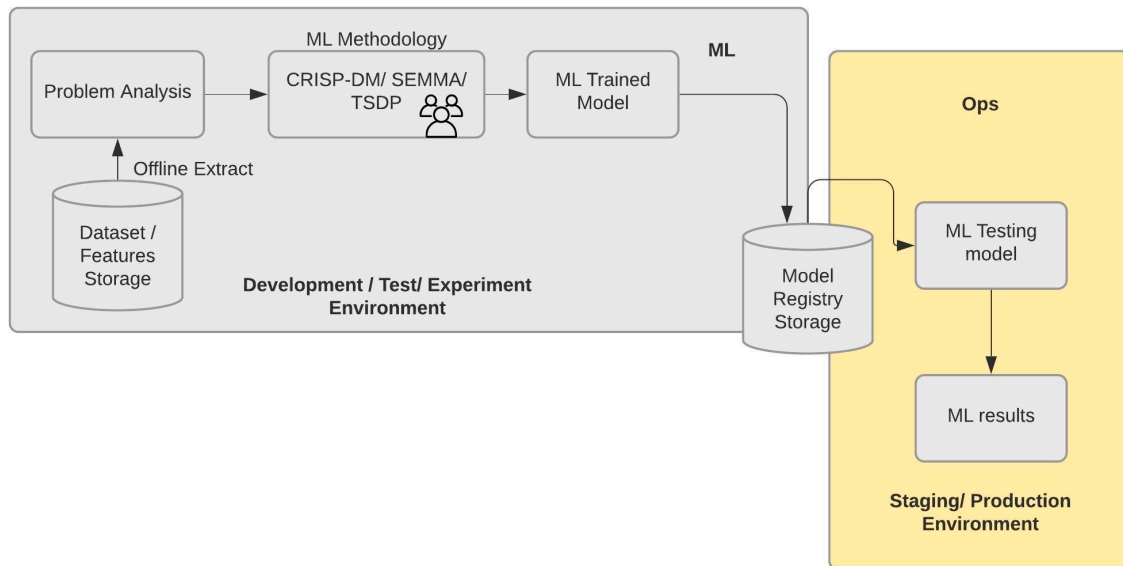 ML Methodology
ML
Problem Analysis
CRISP-DM/ SEMMA/
TSDP
ML Trained
Model
Offline Extract
Dataset /
Features
Storage
Development / Test/ Experiment
Environment
Model
Registry
Storage
Ops
ML Testing
model
ML results
Staging/ Production
Environment